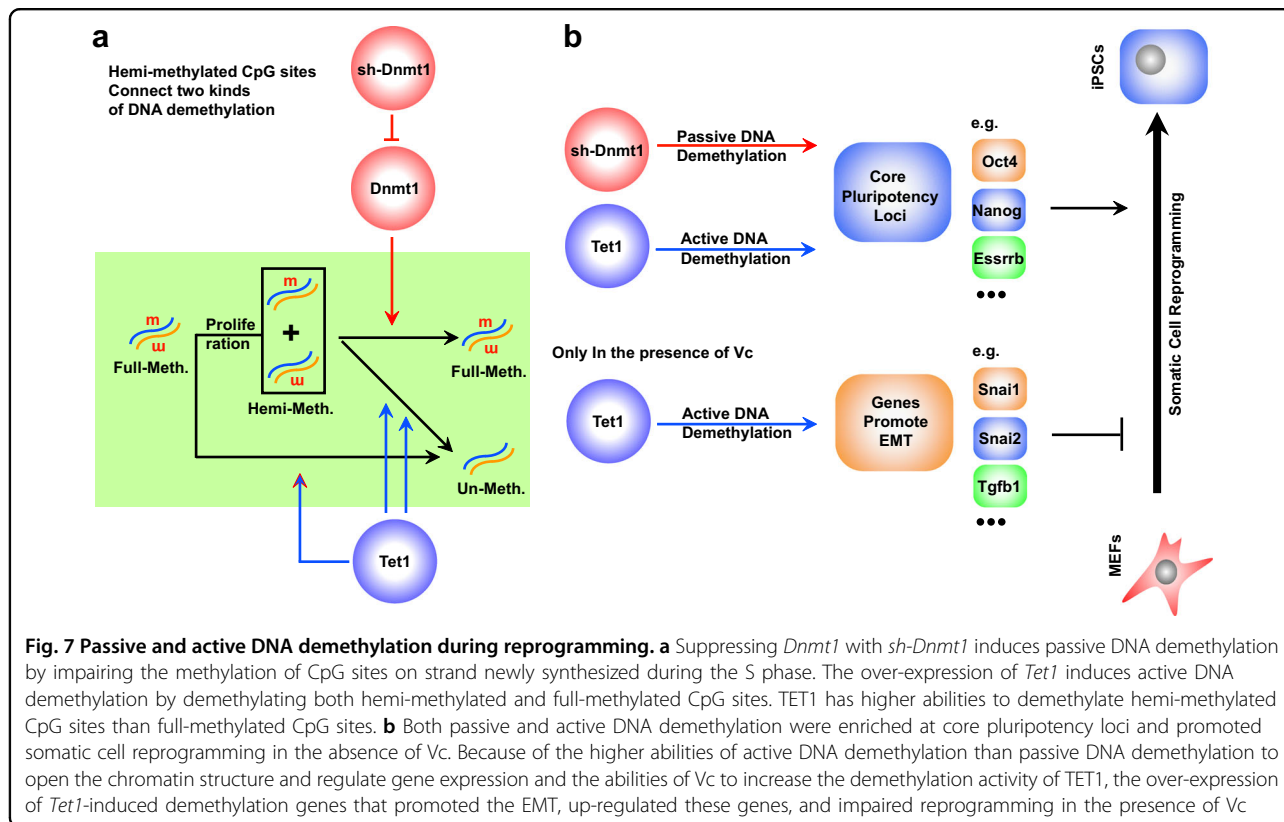 a
Hemi-methylated CpG sites
Connect two kinds
of DNA demethylation
sh-Dnmt1
Dnmt1
m
m
Full-Meth.
Prolife
ration
m
+
m
Hemi-Meth.
m
m
Full-Meth.
Un-Meth.
Tet1
b
sh-Dnmt1
Passive DNA
Demethylation
Tet1
Active DNA
Demethylation
Core
Pluripotency
Loci
e.g.
Oct4
Nanog
Essrrb
•••
Only In the presence of Vc
Tet1
Active DNA
Demethylation
Genes
Promote
EMT
e.g.
Snai1
Snai2
Tgfb1
•••
iPSCs
Somatic Cell Reprogramming
MEFs
Fig. 7 Passive and active DNA demethylation during reprogramming. a Suppressing Dnmt1 with sh-Dnmt1 induces passive DNA demethylation
by impairing the methylation of CpG sites on strand newly synthesized during the S phase. The over-expression of Tet1 induces active DNA
demethylation by demethylating both hemi-methylated and full-methylated CpG sites. TET1 has higher abilities to demethylate hemi-methylated
CpG sites than full-methylated CpG sites. b Both passive and active DNA demethylation were enriched at core pluripotency loci and promoted
somatic cell reprogramming in the absence of Vc. Because of the higher abilities of active DNA demethylation than passive DNA demethylation to
open the chromatin structure and regulate gene expression and the abilities of Vc to increase the demethylation activity of TET1, the over-expression
of Tet1-induced demethylation genes that promoted the EMT, up-regulated these genes, and impaired reprogramming in the presence of Vc